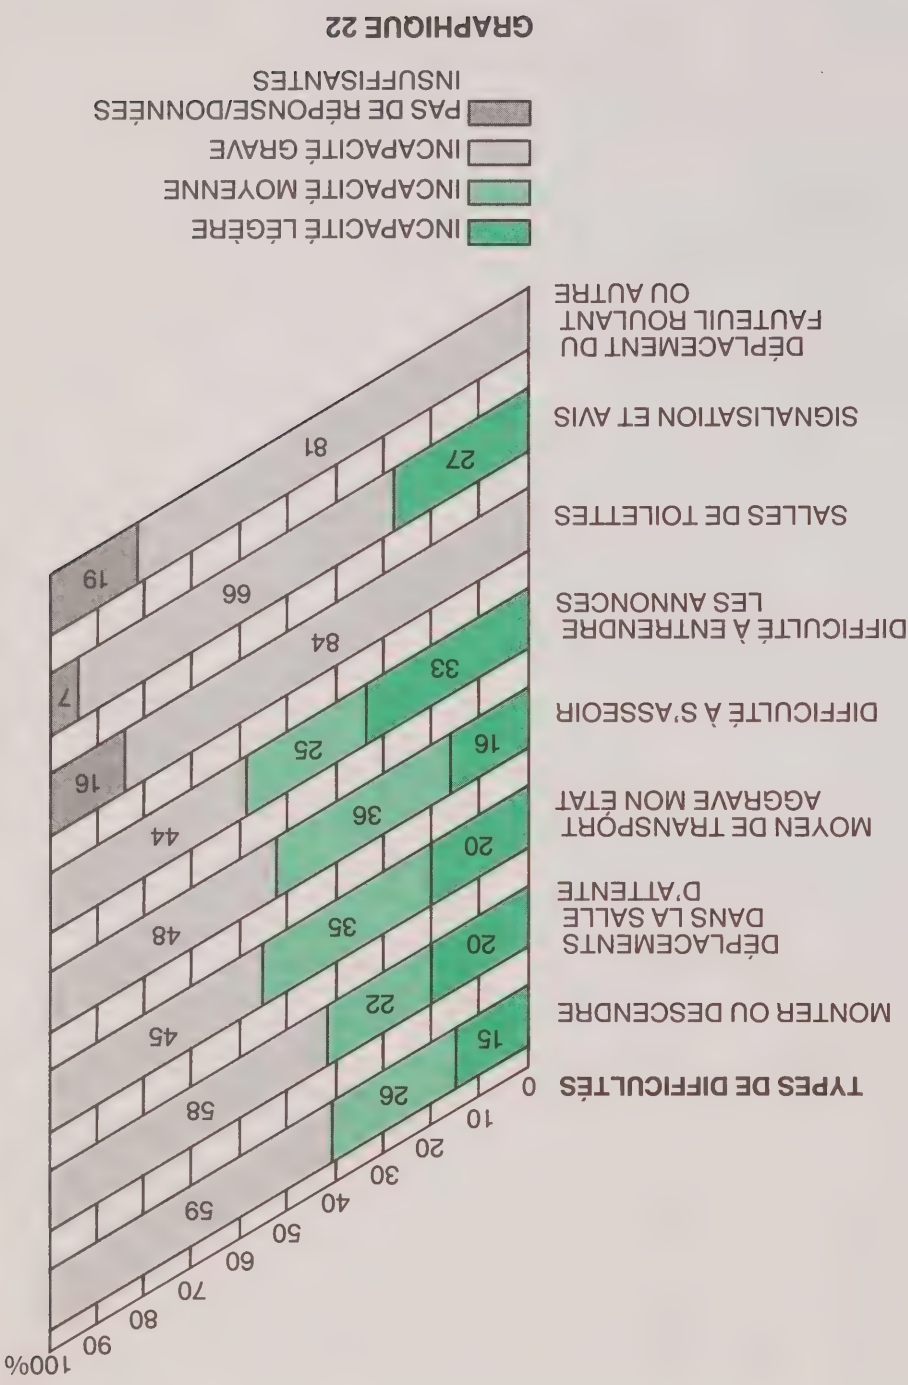 100%
90
80
70
60
50
40
30
20
10
0
TYPES DE DIFFICULTÉS
MONTER OU DESCENDRE
15
26
59
DÉPLACEMENTS
DANS LA SALLE
D'ATTENTE
20
22
58
MOYEN DE TRANSPORT
AGGRAVE MON ÉTAT
20
35
45
DIFFICULTÉ À S'ASSEOIR
16
36
48
DIFFICULTÉ À ENTRENDRE
LES ANNONCES
33
25
44
SALLES DE TOILETTES
84
16
SIGNALISATION ET AVIS
27
66
7
DÉPLACEMENT DU
FAUTEUIL ROULANT
OU AUTRE
81
19
INCAPACITÉ LÉGÈRE
INCAPACITÉ MOYENNE
INCAPACITÉ GRAVE
PAS DE RÉPONSE/DONNÉES
INSUFFISANTES
GRAPHIQUE 22